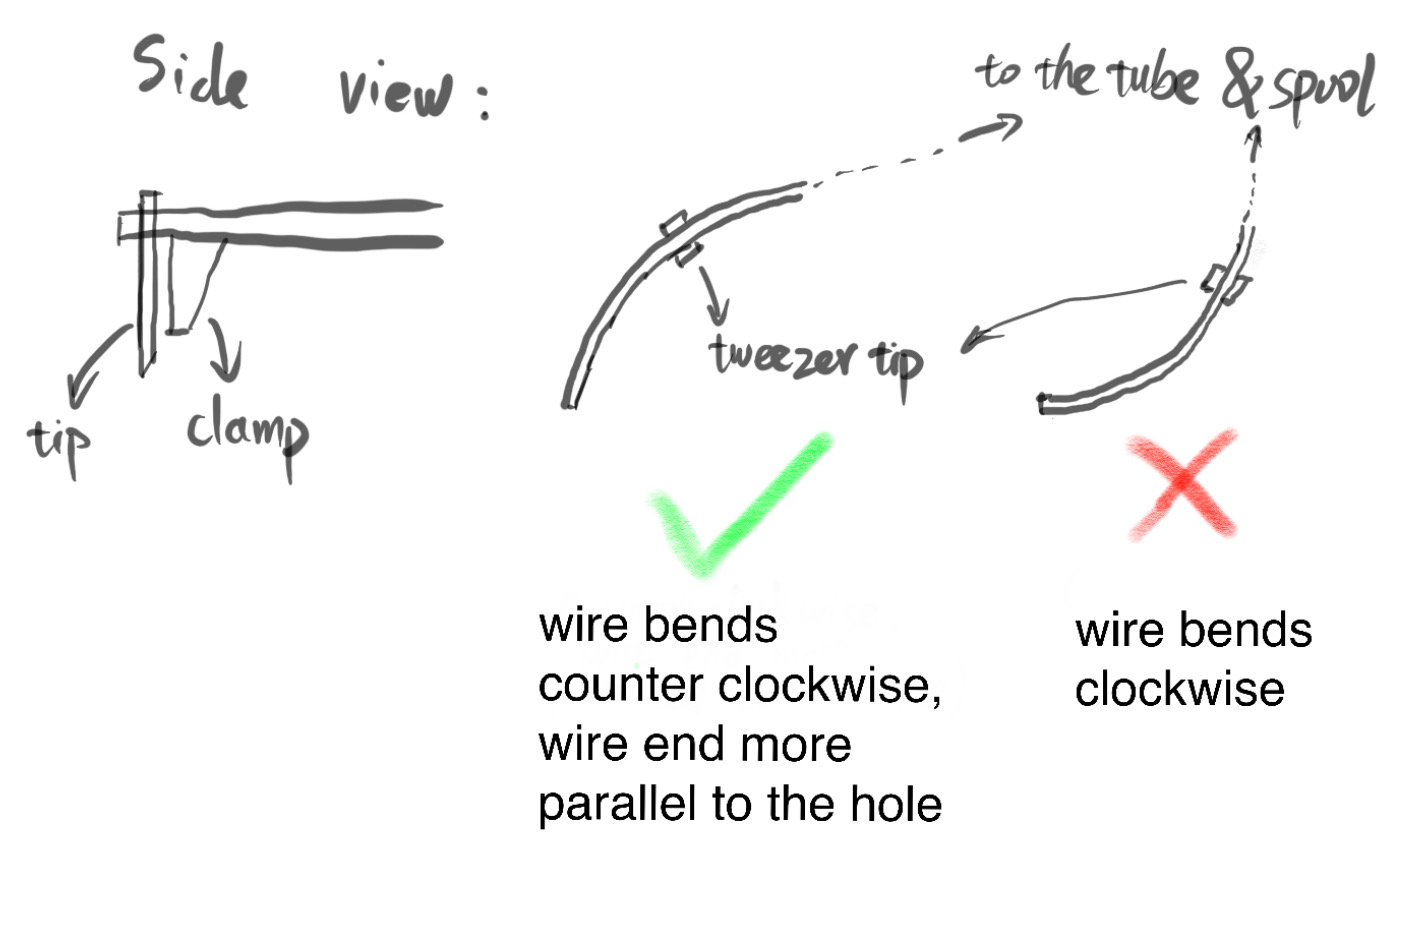 Side view:
to the tube & spool
tweezer tip
tip
clamp
wire bends
counter clockwise,
wire end more
parallel to the hole
wire bends
clockwise